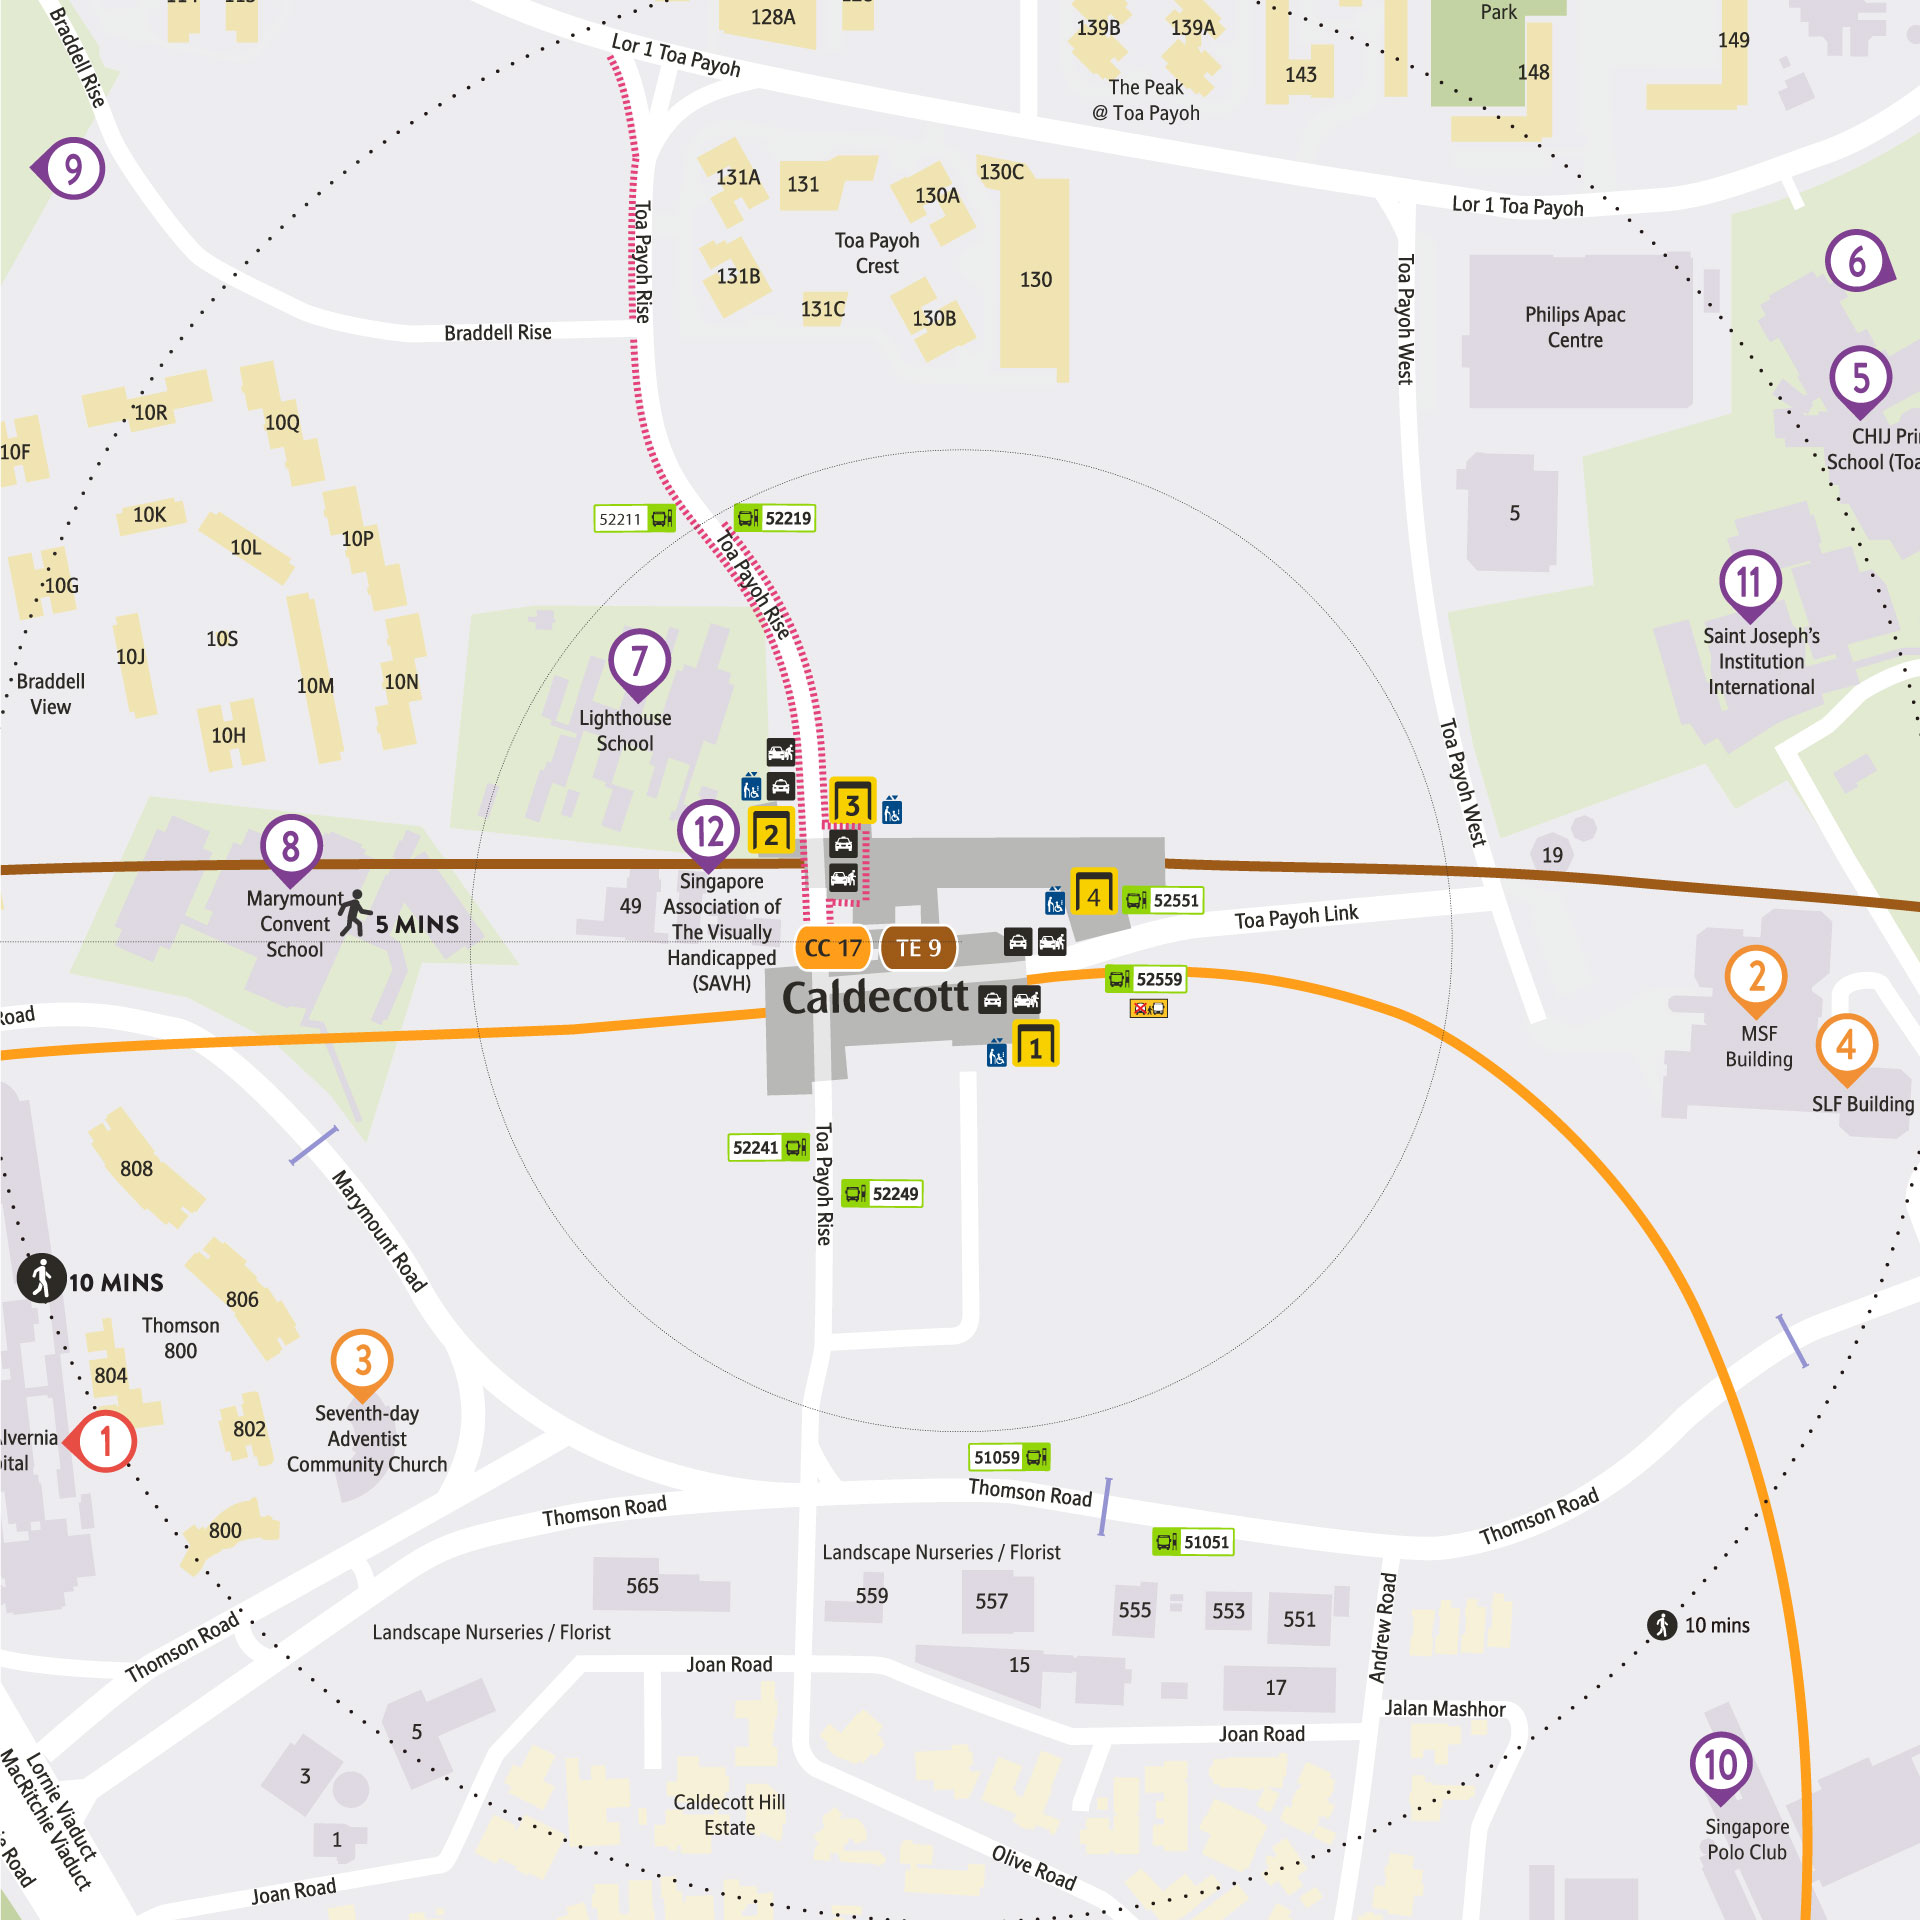 128A
139B
139A
Park
149
148
143
The Peak
@ Toa Payoh
Braddell Rise
Lor 1 Toa Payoh
9
131A
131
130A
130C
Toa Payoh Rise
Toa Payoh
Crest
131B
131C
130B
130
Lor 1 Toa Payoh
Toa Payoh West
Philips Apac
Centre
6
5
CHIJ Pri
School (Toa
Braddell Rise
10R
10Q
10F
10K
10L
10P
10G
10S
10J
10M
10N
10H
Braddell
View
52211
52219
Toa Payoh Rise
5
11
Saint Joseph's
Institution
International
7
Lighthouse
School
Toa Payoh West
19
8
Marymount
Convent
School
5 MINS
49
12
Singapore
Association of
The Visually
Handicapped
(SAVH)
2
3
4
52551
Toa Payoh Link
CC 17
TE 9
Caldecott
52559
1
2
MSF
Building
4
SLF Building
Road
808
Marymount Road
52241
Toa Payoh Rise
52249
10 MINS
806
Thomson
800
804
802
3
Seventh-day
Adventist
Community Church
1
lvernia
ital
800
51059
Thomson Road
Thomson Road
51051
Thomson Road
Landscape Nurseries / Florist
565
559
557
555
553
551
Andrew Road
10 mins
Landscape Nurseries / Florist
Thomson Road
Joan Road
15
17
Jalan Mashhor
Joan Road
5
3
1
Lornie Viaduct
MacRitchie Viaduct
Road
Joan Road
Caldecott Hill
Estate
Olive Road
10
Singapore
Polo Club